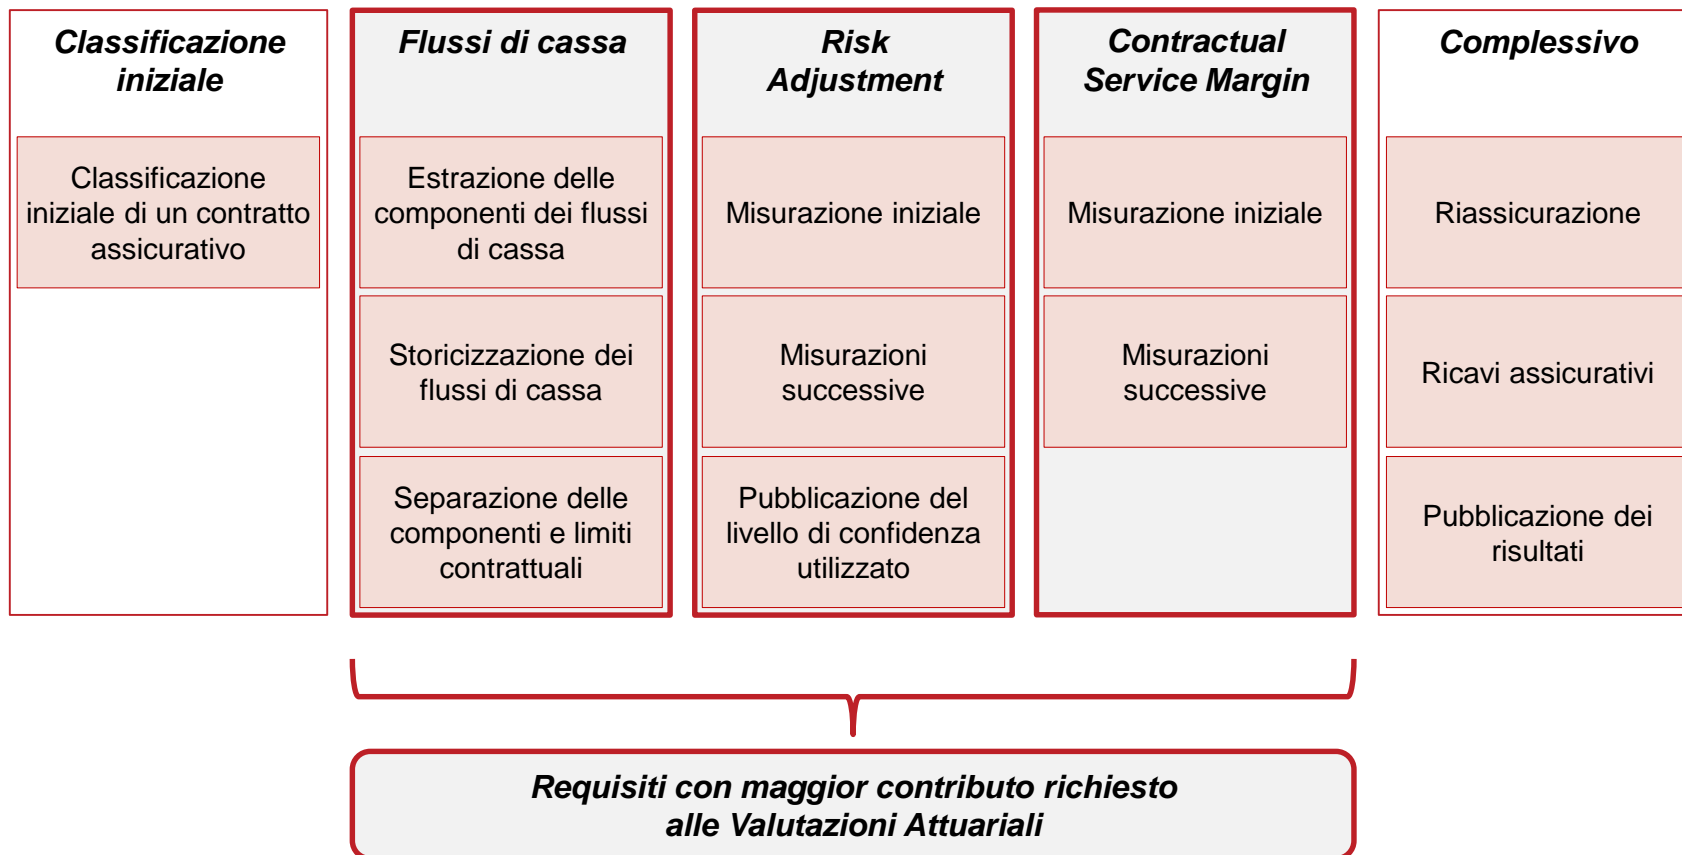 Classificazione
iniziale
Classificazione
iniziale di un contratto
assicurativo
Flussi di cassa
Estrazione delle
componenti dei flussi
di cassa
Storicizzazione dei
flussi di cassa
Separazione delle
componenti e limiti
contrattuali
Risk
Adjustment
Misurazione iniziale
Misurazioni
successive
Pubblicazione del
livello di confidenza
utilizzato
Contractual
Service Margin
Misurazione iniziale
Misurazioni
successive
Complessivo
Riassicurazione
Ricavi assicurativi
Pubblicazione dei
risultati
Requisiti con maggior contributo richiesto
alle Valutazioni Attuariali